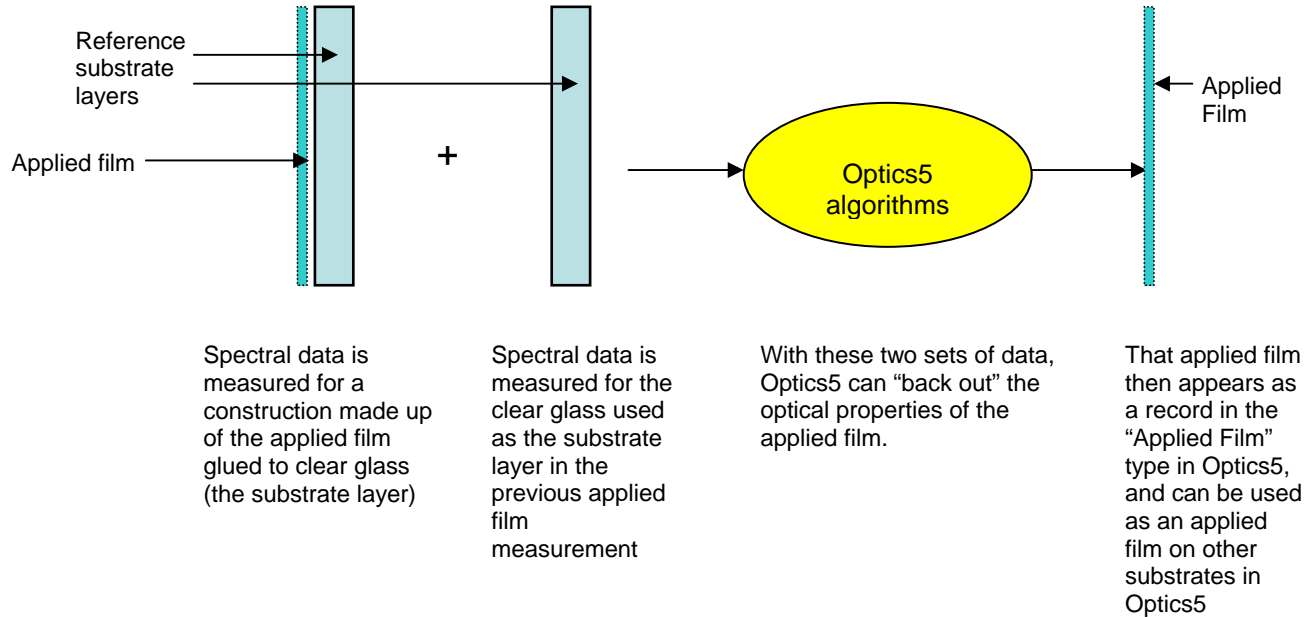 Reference
substrate
layers
Applied film
+
Optics5
algorithms
Applied
Film
Spectral data is
measured for a
construction made up
of the applied film
glued to clear glass
(the substrate layer)
Spectral data is
measured for the
clear glass used
as the substrate
layer in the
previous applied
film
measurement
With these two sets of data,
Optics5 can “back out” the
optical properties of the
applied film.
That applied film
then appears as
a record in the
“Applied Film”
type in Optics5,
and can be used
as an applied
film on other
substrates in
Optics5